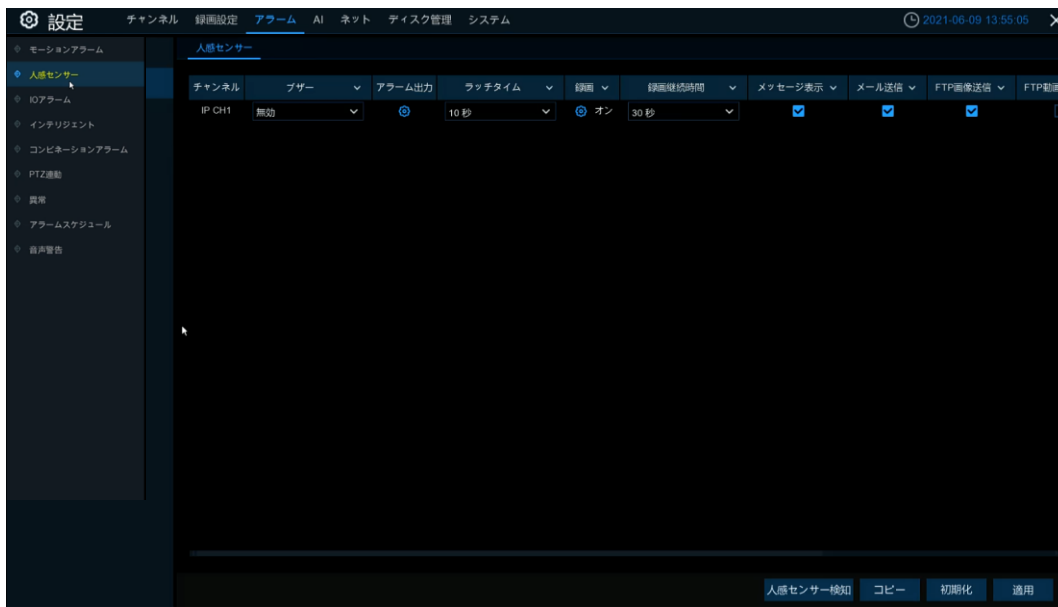 設定 チャンネル 録画設定 アラーム AI ネット ディスク管理 システム 2021-06-09 13:55:05
モーションアラーム
人感センサー
IOアラーム
インテリジェント
コンビネーションアラーム
PTZ連動
異常
アラームスケジュール
音声警告
人感センサー
チャンネル ブザー アラーム出力 ラッチタイム 録画 録画継続時間 メッセージ表示 メール送信 FTP画像送信 FTP動画
IP CH1 無効 10 秒 オン 30 秒
人感センサー検知 コピー 初期化 適用